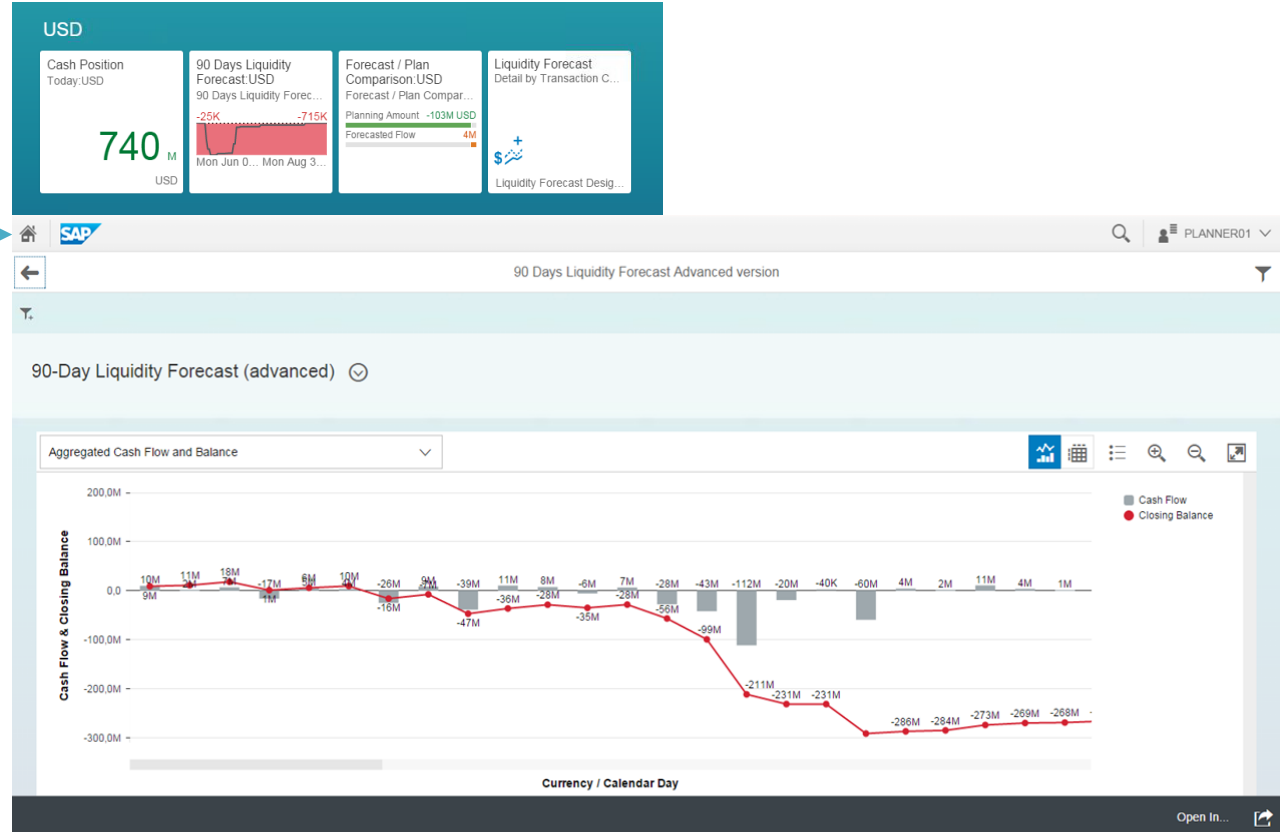 USD
Cash Position
Today:USD
740 M
USD
90 Days Liquidity
Forecast:USD
90 Days Liquidity Forec...
-25K -715K
Mon Jun 0... Mon Aug 3...
Forecast / Plan
Comparison:USD
Forecast / Plan Compar...
Planning Amount -103M USD
Forecasted Flow 4M
Liquidity Forecast
Detail by Transaction C...
Liquidity Forecast Desig...
SAP
PLANNER01
90 Days Liquidity Forecast Advanced version
90-Day Liquidity Forecast (advanced)
Aggregated Cash Flow and Balance
Cash Flow
Closing Balance
Cash Flow & Closing Balance
200,0M
100,0M
0,0
-100,0M
-200,0M
-300,0M
10M 11M 18M -17M 10M -26M -39M 11M 8M -6M 7M -28M -43M -112M -20M -40K -60M 4M 2M 11M 4M 1M
9M 1M -16M -47M -36M -28M -35M -28M -56M -99M -211M -231M -231M -286M -284M -273M -269M -268M
Currency / Calendar Day
Open In...